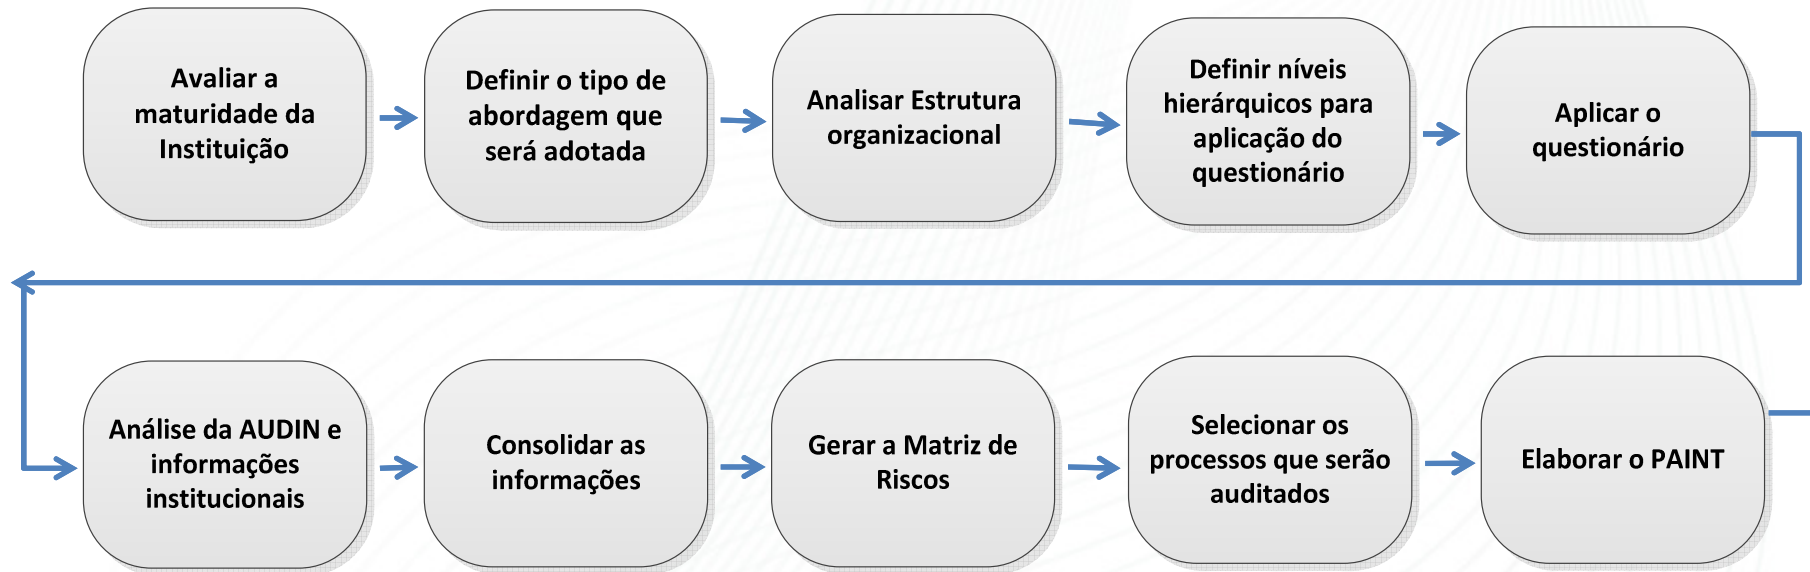 Avaliar a
maturidade da
Instituição
Definir o tipo de
abordagem que
será adotada
Analisar Estrutura
organizacional
Definir níveis
hierárquicos para
aplicação do
questionário
Aplicar o
questionário
Análise da AUDIN e
informações
institucionais
Consolidar as
informações
Gerar a Matriz de
Riscos
Selecionar os
processos que serão
auditados
Elaborar o PAINT